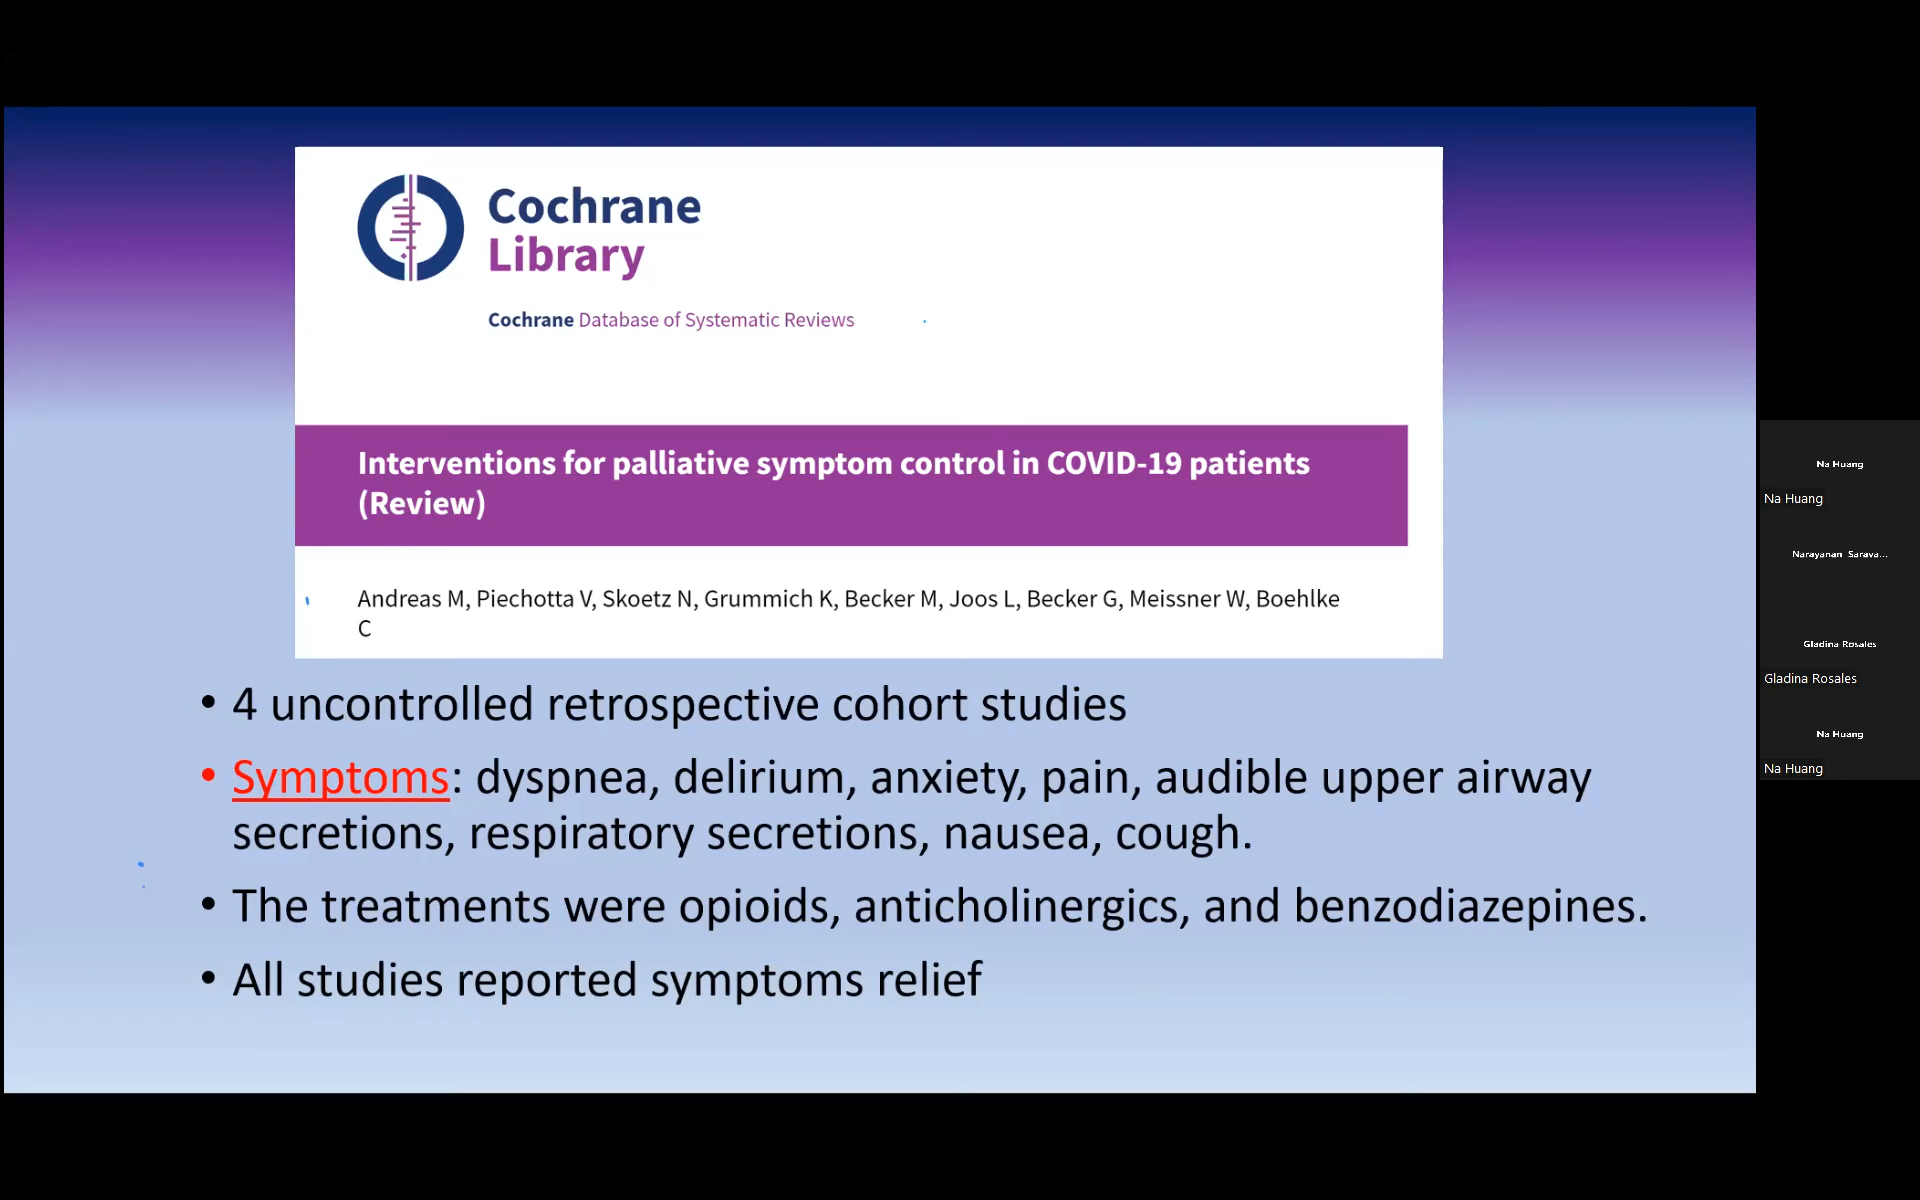 Cochrane
Library
Cochrane Database of Systematic Reviews
Interventions for palliative symptom control in COVID-19 patients
(Review)
Andreas M, Piechotta V, Skoetz N, Grummich K, Becker M, Joos L, Becker G, Meissner W, Boehlke
C
• 4 uncontrolled retrospective cohort studies
• Symptoms: dyspnea, delirium, anxiety, pain, audible upper airway
secretions, respiratory secretions, nausea, cough.
• The treatments were opioids, anticholinergics, and benzodiazepines.
• All studies reported symptoms relief
Na Huang
Na Huang
Narayanan Sarava...
Gladina Rosales
Gladina Rosales
Na Huang
Na Huang